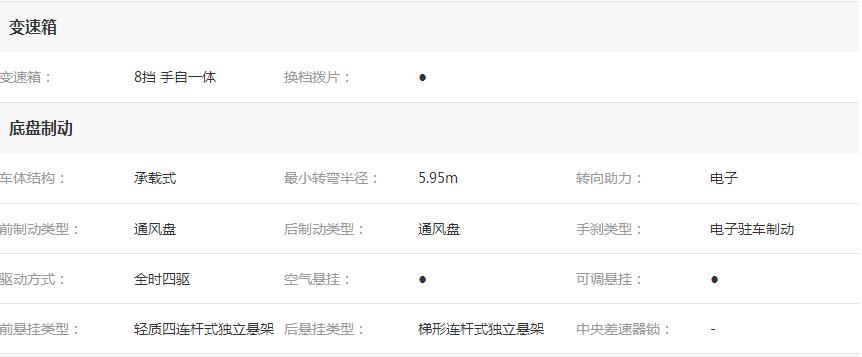 变速箱
变速箱： 8挡 手自一体 换档拨片： ●
底盘制动
车体结构： 承载式 最小转弯半径： 5.95m 转向助力： 电子
前制动类型： 通风盘 后制动类型： 通风盘 手刹类型： 电子驻车制动
驱动方式： 全时四驱 空气悬挂： ● 可调悬挂： ●
前悬挂类型： 轻质四连杆式独立悬架 后悬挂类型： 梯形连杆式独立悬架 中央差速器锁： -